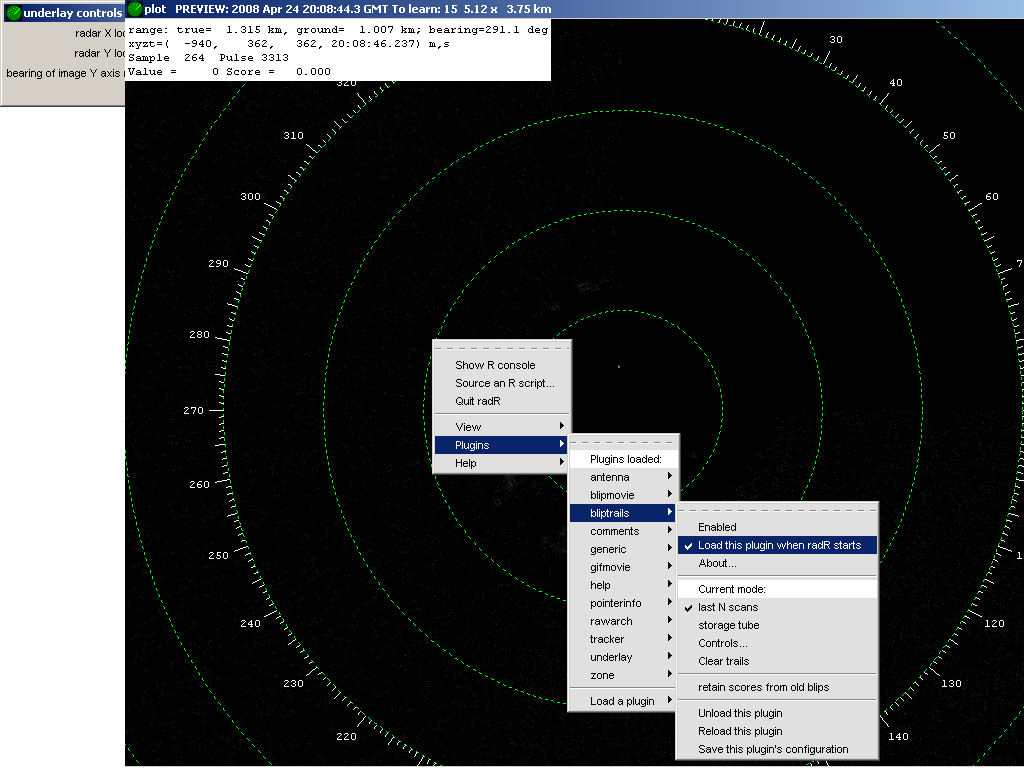 underlay controls
radar X loc
radar Y loc
bearing of image Y axis
plot PREVIEW: 2008 Apr 24 20:08:44.3 GMT To learn: 15 5.12 x 3.75 km
range: true= 1.315 km, ground= 1.007 km; bearing=291.1 deg
xyzt=( -940, 362, 362, 20:08:46.237) m,s
Sample 264 Pulse 3313
Value = 0 Score = 0.000
320
30
40
310
50
300
60
290
7
280
270
260
250
1
240
120
230
130
220
140
Show R console
Source an R script...
Quit radR
View
Plugins
Help
Plugins loaded:
antenna
blipmovie
bliptrails
comments
generic
gifmovie
help
pointerinfo
rawarch
tracker
underlay
zone
Load a plugin
Enabled
Load this plugin when radR starts
About...
Current mode:
last N scans
storage tube
Controls...
Clear trails
retain scores from old blips
Unload this plugin
Reload this plugin
Save this plugin's configuration